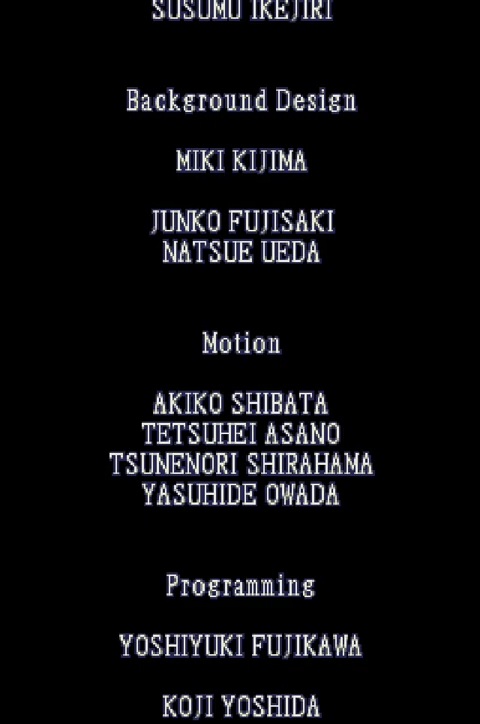 SUSUMU IKEJIRI
Background Design
MIKI KIJIMA
JUNKO FUJISAKI
NATSUE UEDA
Motion
AKIKO SHIBATA
TETSUHEI ASANO
TSUNENORI SHIRAHAMA
YASUHIDE OWADA
Programming
YOSHIYUKI FUJIKAWA
KOJI YOSHIDA